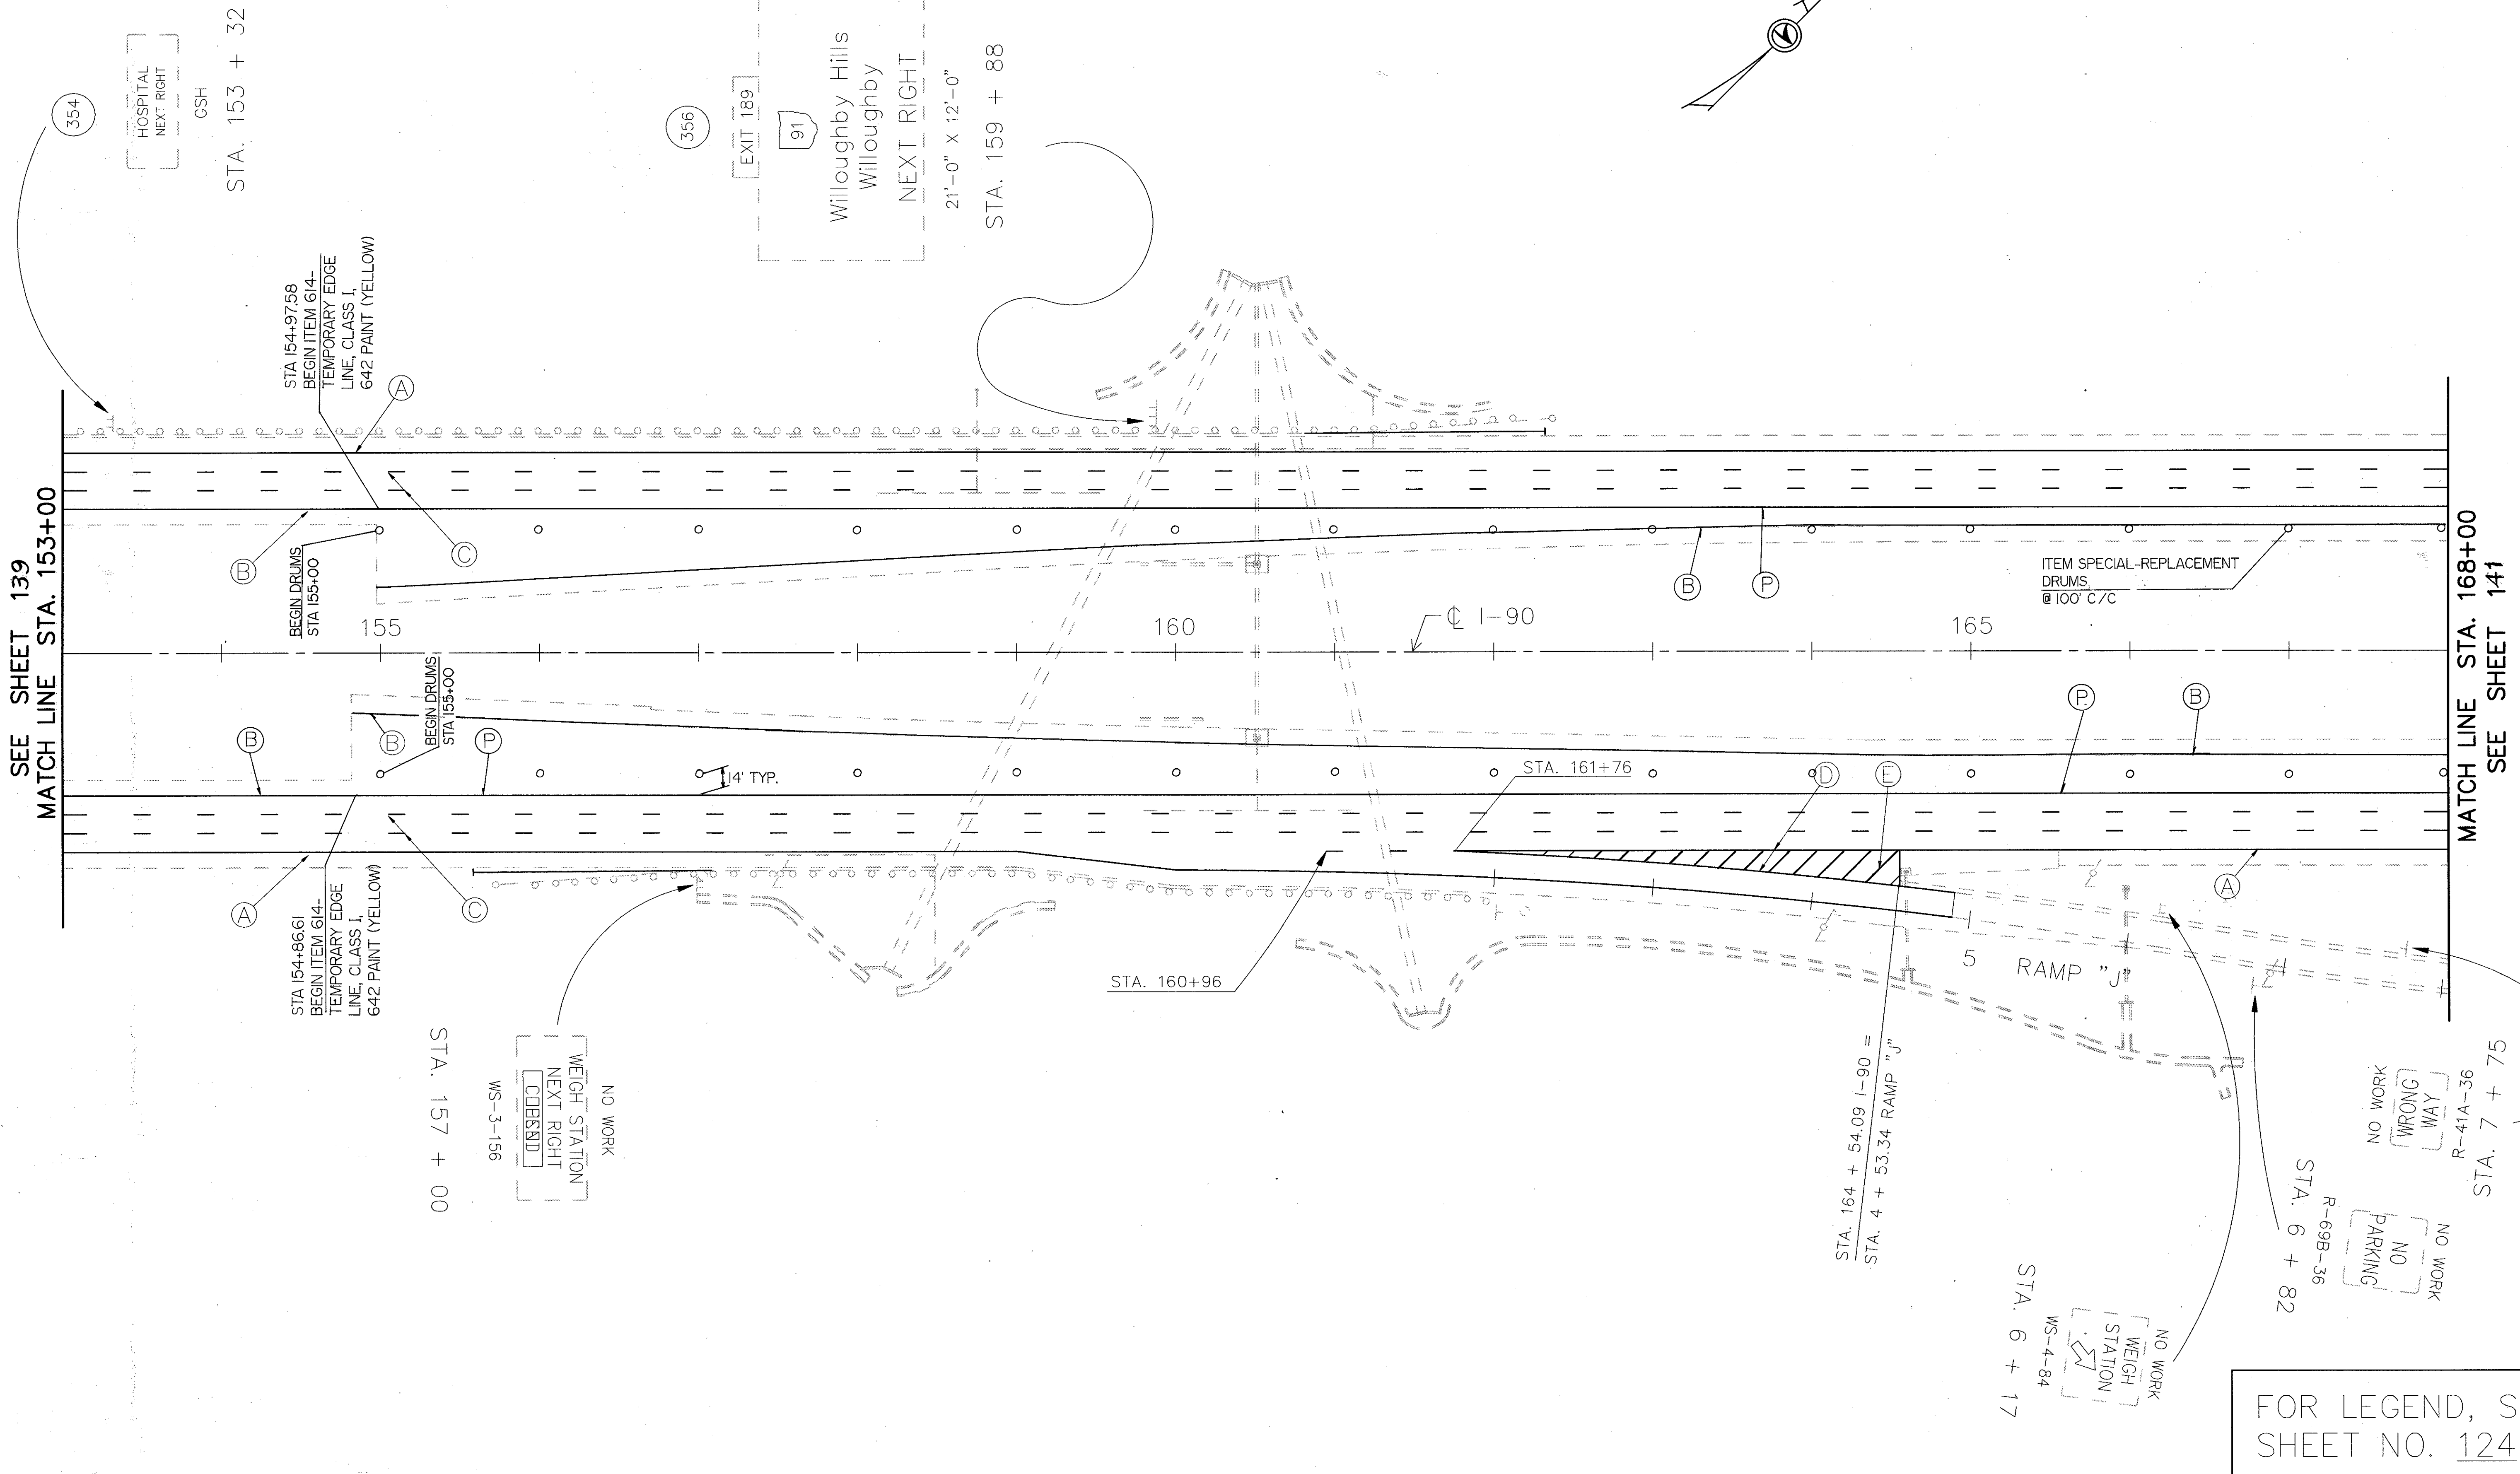 354
HOSPITAL
NEXT RIGHT
GSH
STA. 153 + 32
356
EXIT 189
91
Willoughby Hills
Willoughby
NEXT RIGHT
21'-0" X 12'-0"
STA. 159 + 88
STA 154+97.58
BEGIN ITEM 614-
TEMPORARY EDGE
LINE, CLASS I,
642 PAINT (YELLOW)
A
SEE SHEET 139
MATCH LINE STA. 153+00
B
C
BEGIN DRUMS
STA 155+00
B
P
ITEM SPECIAL-REPLACEMENT
DRUMS
@ 100' C/C
MATCH LINE STA. 168+00
SEE SHEET 141
155
160
℄ I-90
165
BEGIN DRUMS
STA 155+00
B
B
P
14' TYP.
STA. 161+76
D
E
P
B
A
C
A
STA 154+86.61
BEGIN ITEM 614-
TEMPORARY EDGE
LINE, CLASS I,
642 PAINT (YELLOW)
STA. 160+96
5
RAMP "J"
STA. 157 + 00
WS-3-156
WEIGH STATION
NEXT RIGHT
NO WORK
STA. 164 + 54.09 I-90 =
STA. 4 + 53.34 RAMP "J"
NO WORK
WRONG
WAY
R-41A-36
STA. 7 + 75
NO WORK
NO
PARKING
R-69B-36
STA. 6 + 82
NO WORK
WEIGH
STATION
WS-4-84
STA. 6 + 17
FOR LEGEND, S
SHEET NO. 124